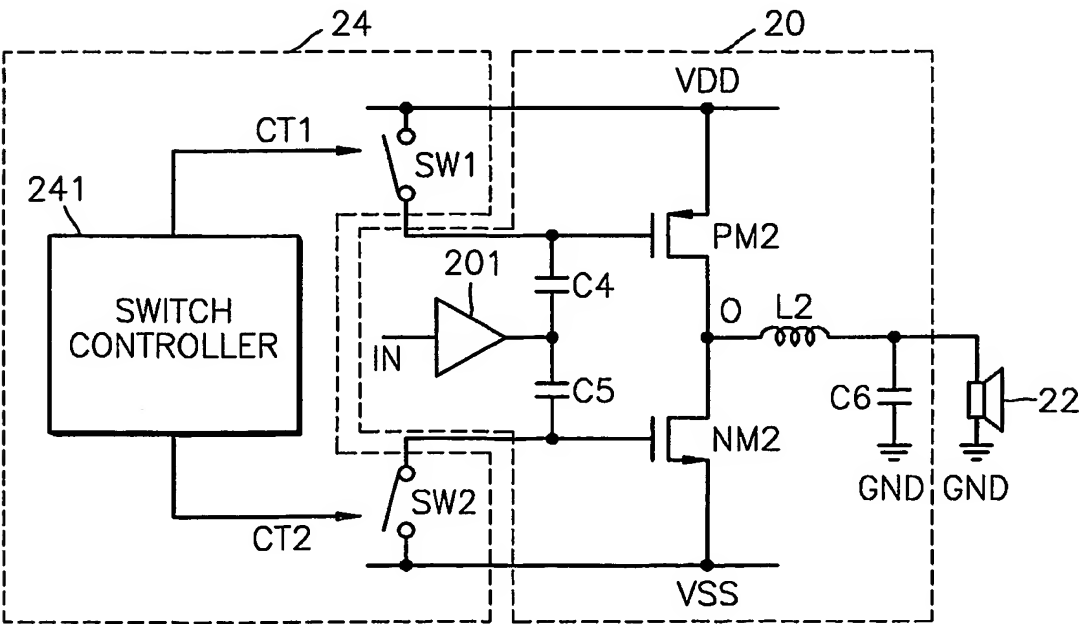 24
20
VDD
CT1
SW1
241
PM2
201
C4
SWITCH
CONTROLLER
O
L2
IN
C5
C6
22
NM2
SW2
GND
GND
CT2
VSS